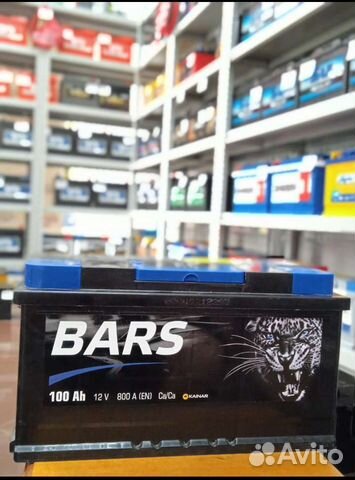 BARS
100 Ah 12 V 800 A (EN) Ca/Ca KAINAR
Avito